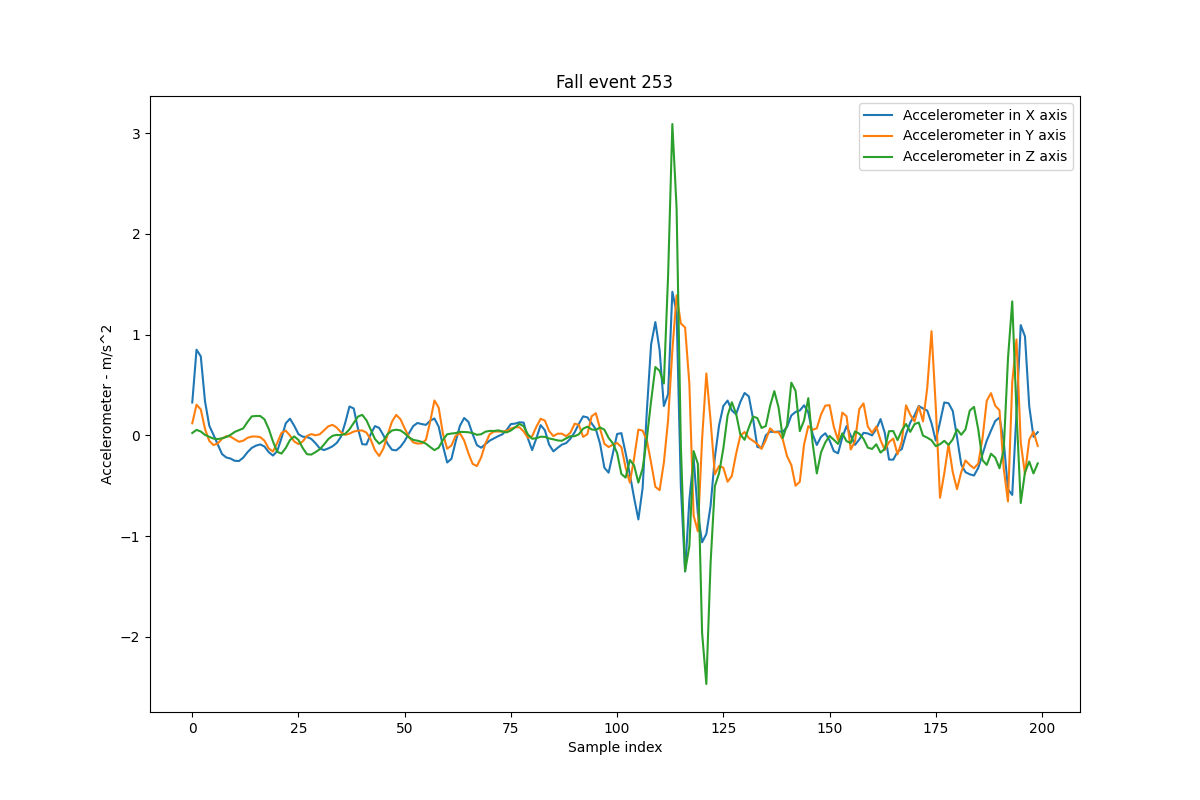 Fall event 253
Accelerometer in X axis
Accelerometer in Y axis
Accelerometer in Z axis
Accelerometer - m/s^2
3
2
1
0
−1
−2
0 25 50 75 100 125 150 175 200
Sample index